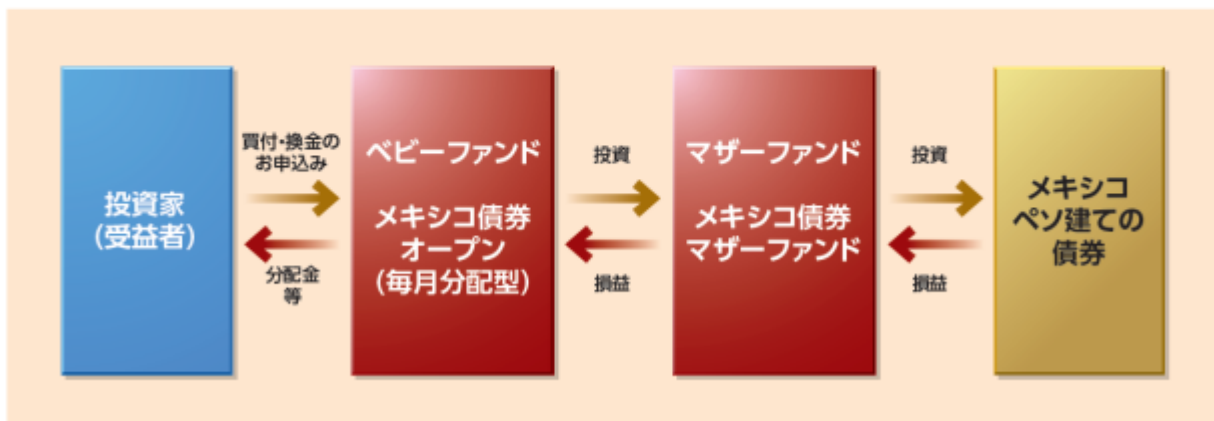 投資家
(受益者)
買付・換金の
お申込み
分配金
等
ベビーファンド
メキシコ債券
オープン
(毎月分配型)
投資
損益
マザーファンド
メキシコ債券
マザーファンド
投資
損益
メキシコ
ペソ建ての
債券